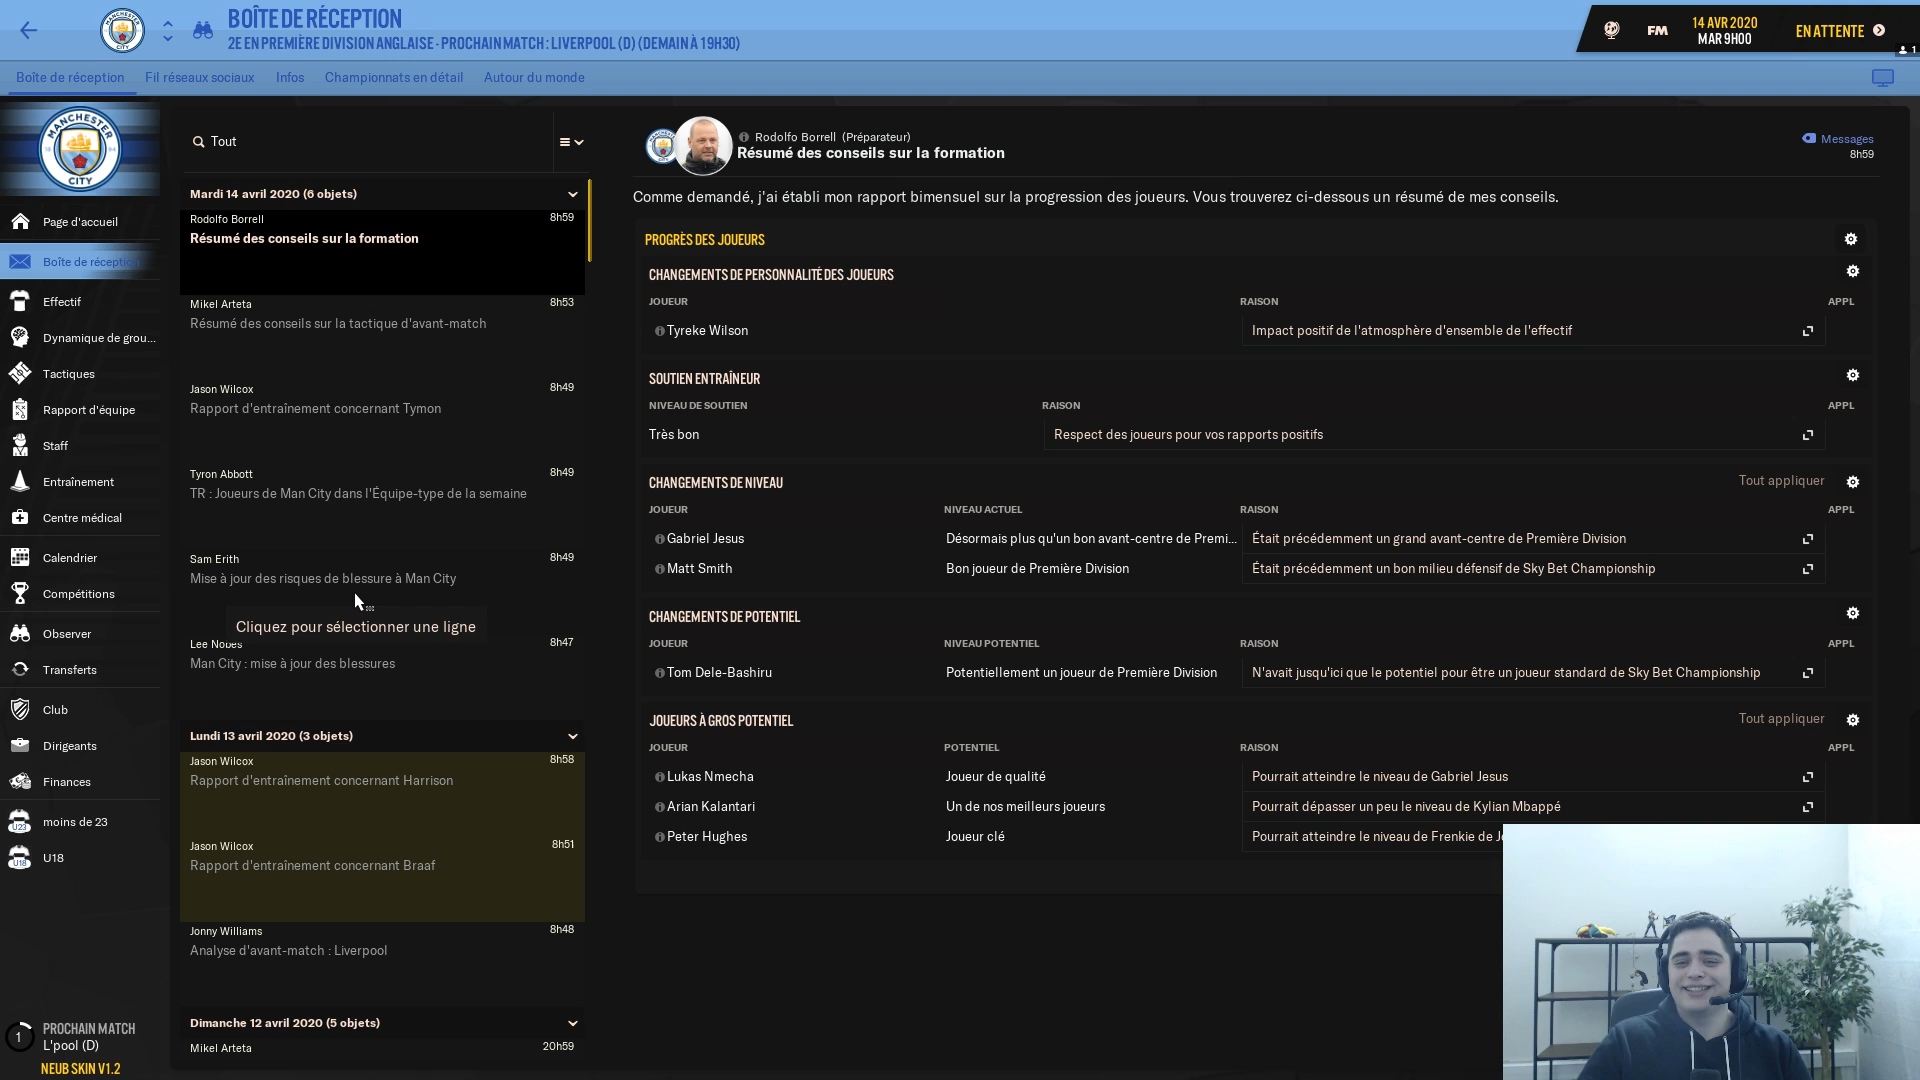 BOÎTE DE RÉCEPTION
2E EN PREMIÈRE DIVISION ANGLAISE - PROCHAIN MATCH : LIVERPOOL (D) (DEMAIN À 19H30)
FM
14 AVR 2020
MAR 9H00
EN ATTENTE
1
Boîte de réception
Fil réseaux sociaux
Infos
Championnats en détail
Autour du monde
MANCHESTER
CITY
Page d'accueil
Boîte de réception
Effectif
Dynamique de grou...
Tactiques
Rapport d'équipe
Staff
Entraînement
Centre médical
Calendrier
Compétitions
Observer
Transferts
Club
Dirigeants
Finances
U23 moins de 23
U18 U18
1
PROCHAIN MATCH
L'pool (D)
NEUB SKIN V1.2
Tout
Mardi 14 avril 2020 (6 objets)
Rodolfo Borrell 8h59
Résumé des conseils sur la formation
Mikel Arteta 8h53
Résumé des conseils sur la tactique d'avant-match
Jason Wilcox 8h49
Rapport d'entraînement concernant Tymon
Tyron Abbott 8h49
TR : Joueurs de Man City dans l'Équipe-type de la semaine
Sam Erith 8h49
Mise à jour des risques de blessure à Man City
Cliquez pour sélectionner une ligne
Lee Nobes 8h47
Man City : mise à jour des blessures
Lundi 13 avril 2020 (3 objets)
Jason Wilcox 8h58
Rapport d'entraînement concernant Harrison
Jason Wilcox 8h51
Rapport d'entraînement concernant Braaf
Jonny Williams 8h48
Analyse d'avant-match : Liverpool
Dimanche 12 avril 2020 (5 objets)
Mikel Arteta 20h59
Rodolfo Borrell (Préparateur)
Résumé des conseils sur la formation
Messages
8h59
Comme demandé, j'ai établi mon rapport bimensuel sur la progression des joueurs. Vous trouverez ci-dessous un résumé de mes conseils.
PROGRÈS DES JOUEURS
CHANGEMENTS DE PERSONNALITÉ DES JOUEURS
JOUEUR RAISON APPL
Tyreke Wilson Impact positif de l'atmosphère d'ensemble de l'effectif
SOUTIEN ENTRAÎNEUR
NIVEAU DE SOUTIEN RAISON APPL
Très bon Respect des joueurs pour vos rapports positifs
CHANGEMENTS DE NIVEAU Tout appliquer
JOUEUR NIVEAU ACTUEL RAISON APPL
Gabriel Jesus Désormais plus qu'un bon avant-centre de Premi... Était précédemment un grand avant-centre de Première Division
Matt Smith Bon joueur de Première Division Était précédemment un bon milieu défensif de Sky Bet Championship
CHANGEMENTS DE POTENTIEL
JOUEUR NIVEAU POTENTIEL RAISON APPL
Tom Dele-Bashiru Potentiellement un joueur de Première Division N'avait jusqu'ici que le potentiel pour être un joueur standard de Sky Bet Championship
JOUEURS À GROS POTENTIEL Tout appliquer
JOUEUR POTENTIEL RAISON APPL
Lukas Nmecha Joueur de qualité Pourrait atteindre le niveau de Gabriel Jesus
Arian Kalantari Un de nos meilleurs joueurs Pourrait dépasser un peu le niveau de Kylian Mbappé
Peter Hughes Joueur clé Pourrait atteindre le niveau de Frenkie de